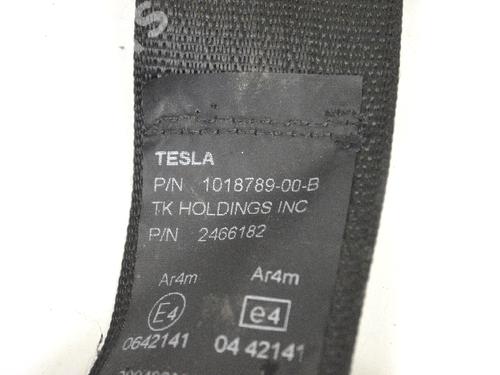 TESLA
P/N 1018789-00-B
TK HOLDINGS INC
P/N 2466182
Ar4m Ar4m
E4 e4
0642141 04 42141